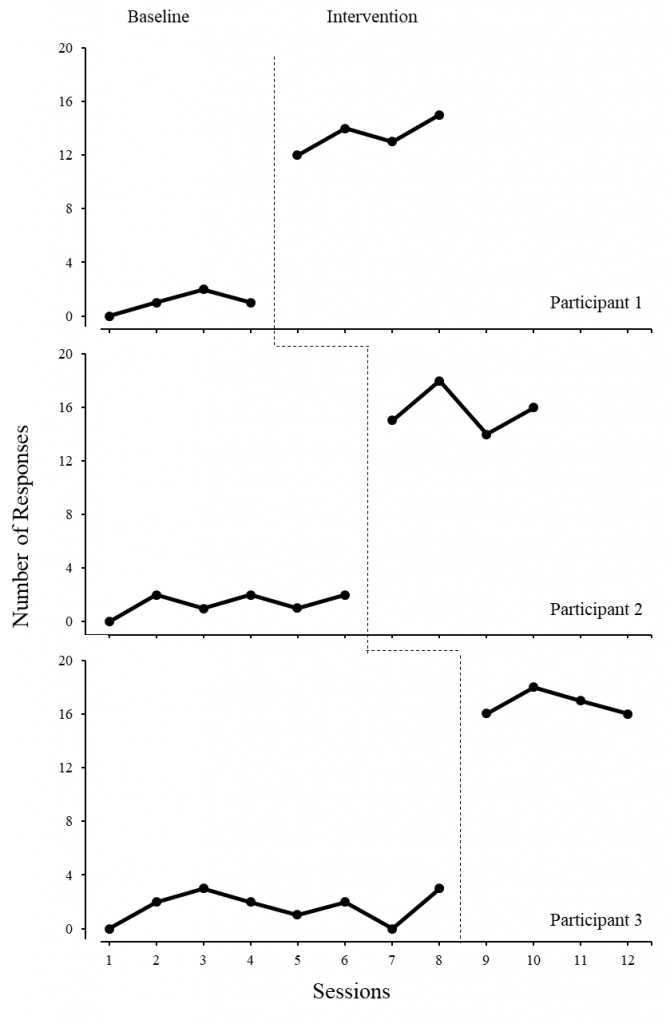 Baseline Intervention
20
16
12
8
4
0
Participant 1
20
16
12
8
4
0
Participant 2
Number of Responses
20
16
12
8
4
0
Participant 3
1 2 3 4 5 6 7 8 9 10 11 12
Sessions